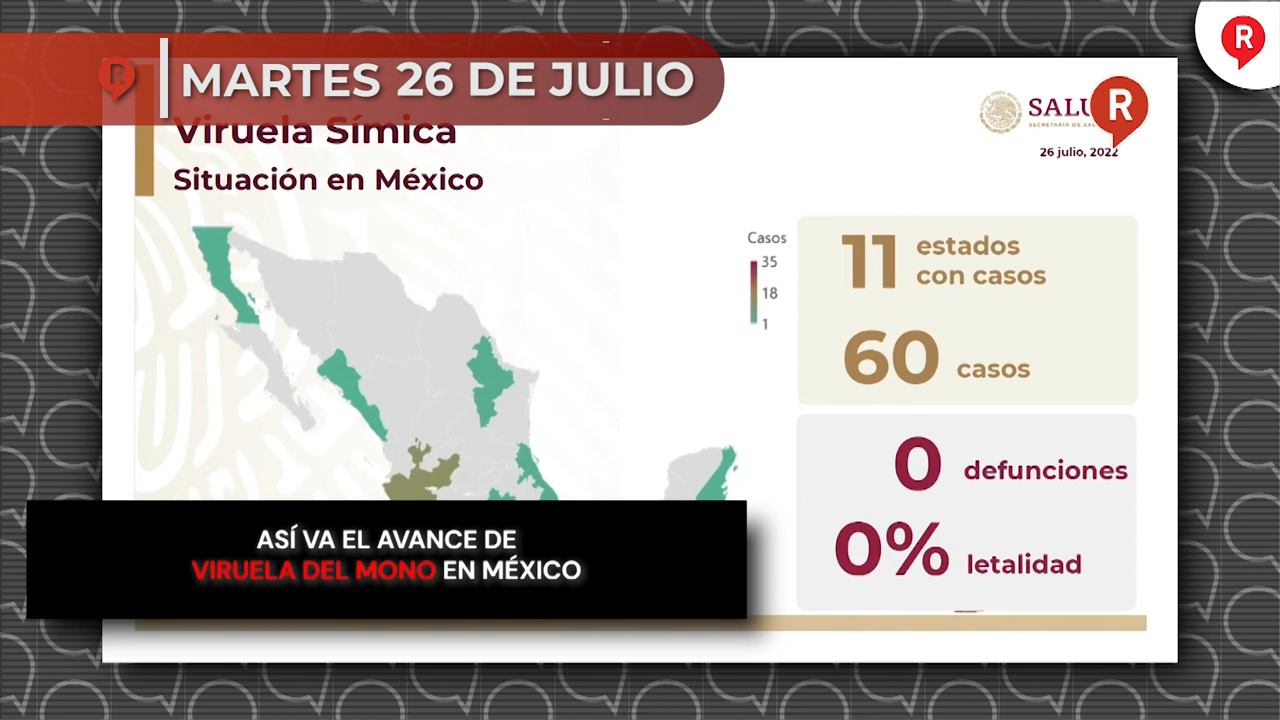 R
MARTES 26 DE JULIO
R
Viruela Símica
Situación en México
SALU
R
26 julio, 2022
Casos
35
18
1
11 estados
con casos
60 casos
0 defunciones
0% letalidad
ASÍ VA EL AVANCE DE
VIRUELA DEL MONO EN MÉXICO